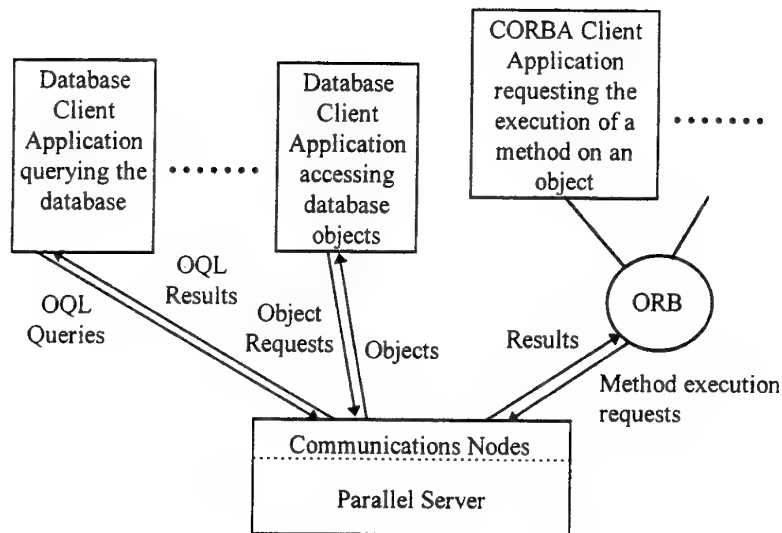 Database
Client
Application
querying the
database
Database
Client
Application
accessing
database
objects
CORBA Client
Application
requesting the
execution of a
method on an
object
OQL
Queries
OQL
Results
Object
Requests
Objects
Results
ORB
Method execution
requests
Communications Nodes
Parallel Server